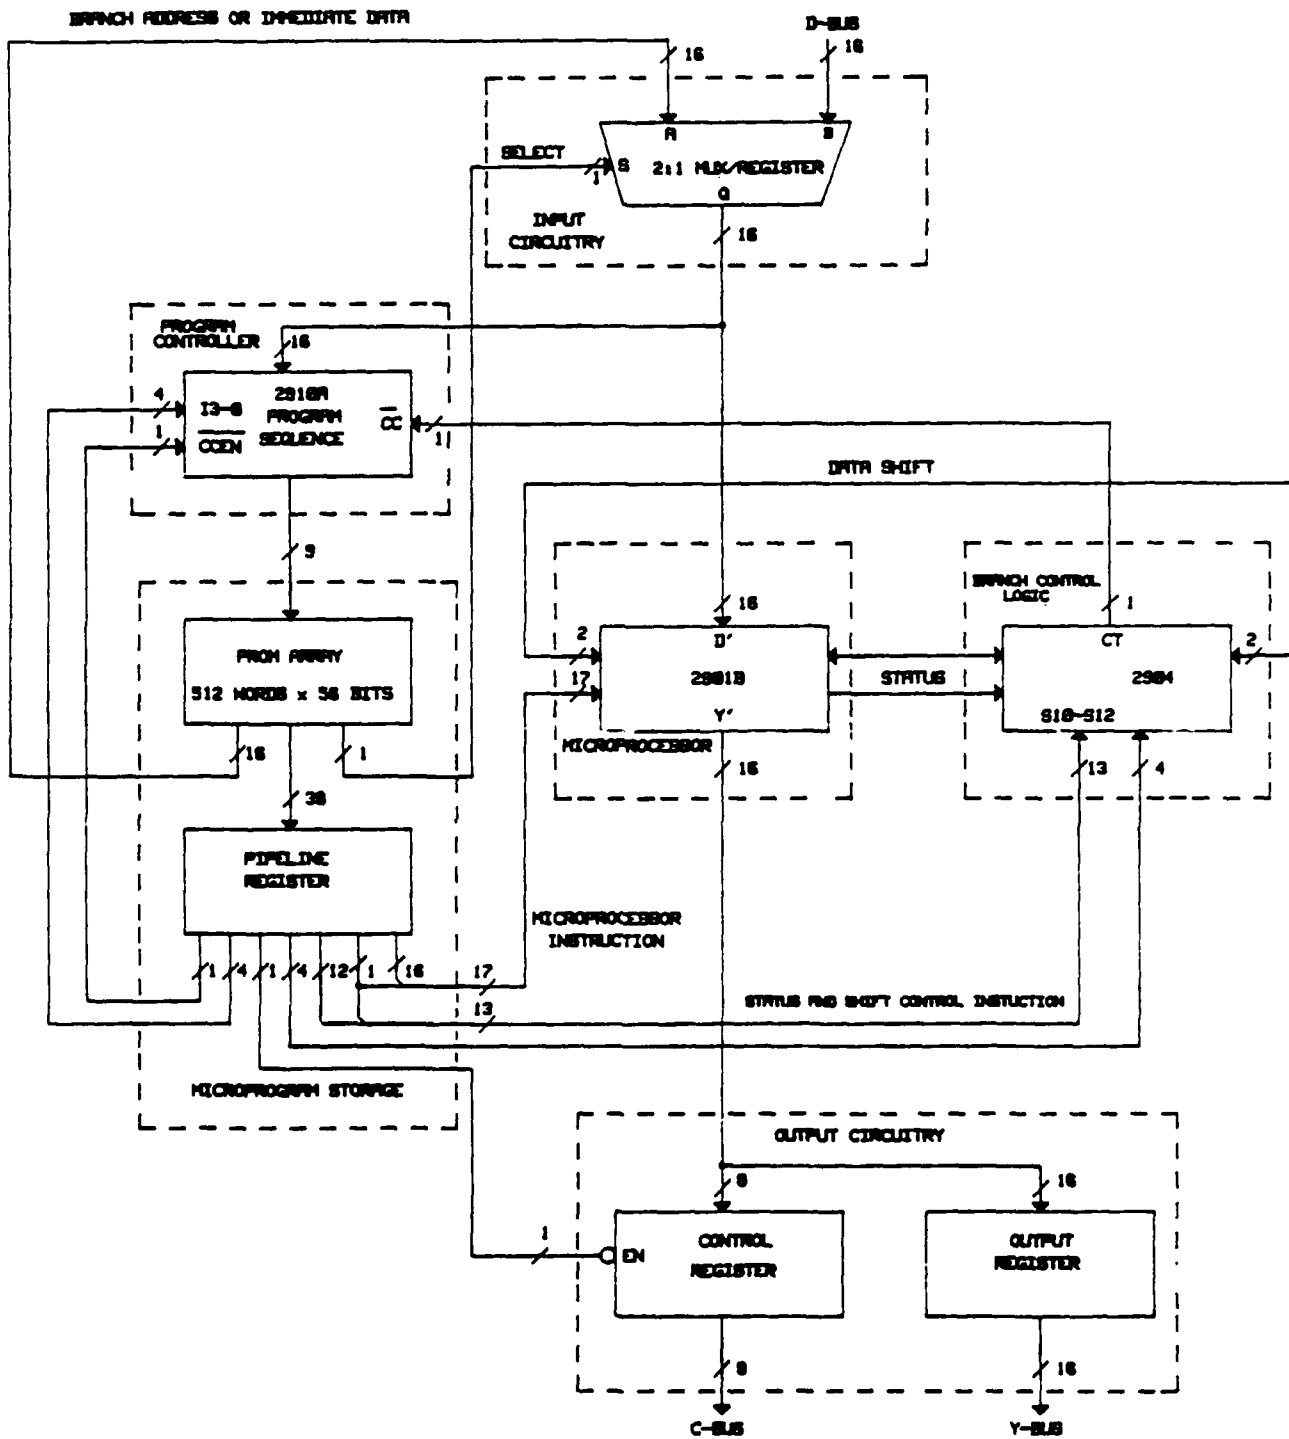 BRANCH ADDRESS OR IMMEDIATE DATA
D-BUS
16
16
A
B
SELECT
1
S
2:1 MUX/REGISTER
Q
INPUT
CIRCUITRY
16
PROGRAM
CONTROLLER
16
4
I3-0
2910A
PROGRAM
SEQUENCE
CC
1
CCEN
1
DATA SHIFT
9
BRANCH CONTROL
LOGIC
16
1
2
D'
CT
2
PROM ARRAY
512 WORDS x 56 BITS
17
2901B
STATUS
2904
Y'
S10-S12
MICROPROCESSOR
16
1
16
13
4
38
PIPELINE
REGISTER
MICROPROCESSOR
INSTRUCTION
1
4
1
4
12
1
16
17
13
STATUS AND SHIFT CONTROL INSTUCTION
MICROPROGRAM STORAGE
OUTPUT CIRCUITRY
8
16
1
EN
CONTROL
REGISTER
OUTPUT
REGISTER
8
16
C-BUS
Y-BUS